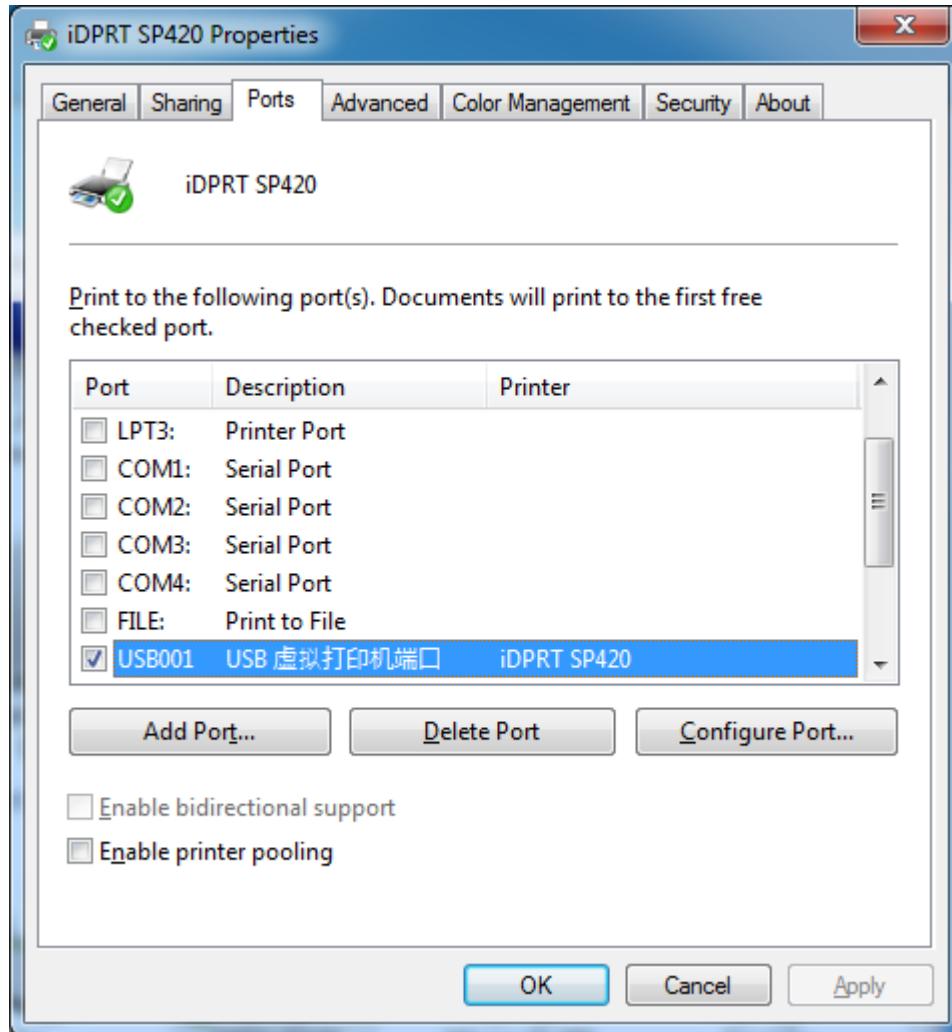 iDPRT SP420 Properties
General Sharing Ports Advanced Color Management Security About
iDPRT SP420
Print to the following port(s). Documents will print to the first free
checked port.
Port Description Printer
LPT3: Printer Port
COM1: Serial Port
COM2: Serial Port
COM3: Serial Port
COM4: Serial Port
FILE: Print to File
USB001 USB 虚拟打印机端口 iDPRT SP420
Add Port... Delete Port Configure Port...
Enable bidirectional support
Enable printer pooling
OK Cancel Apply